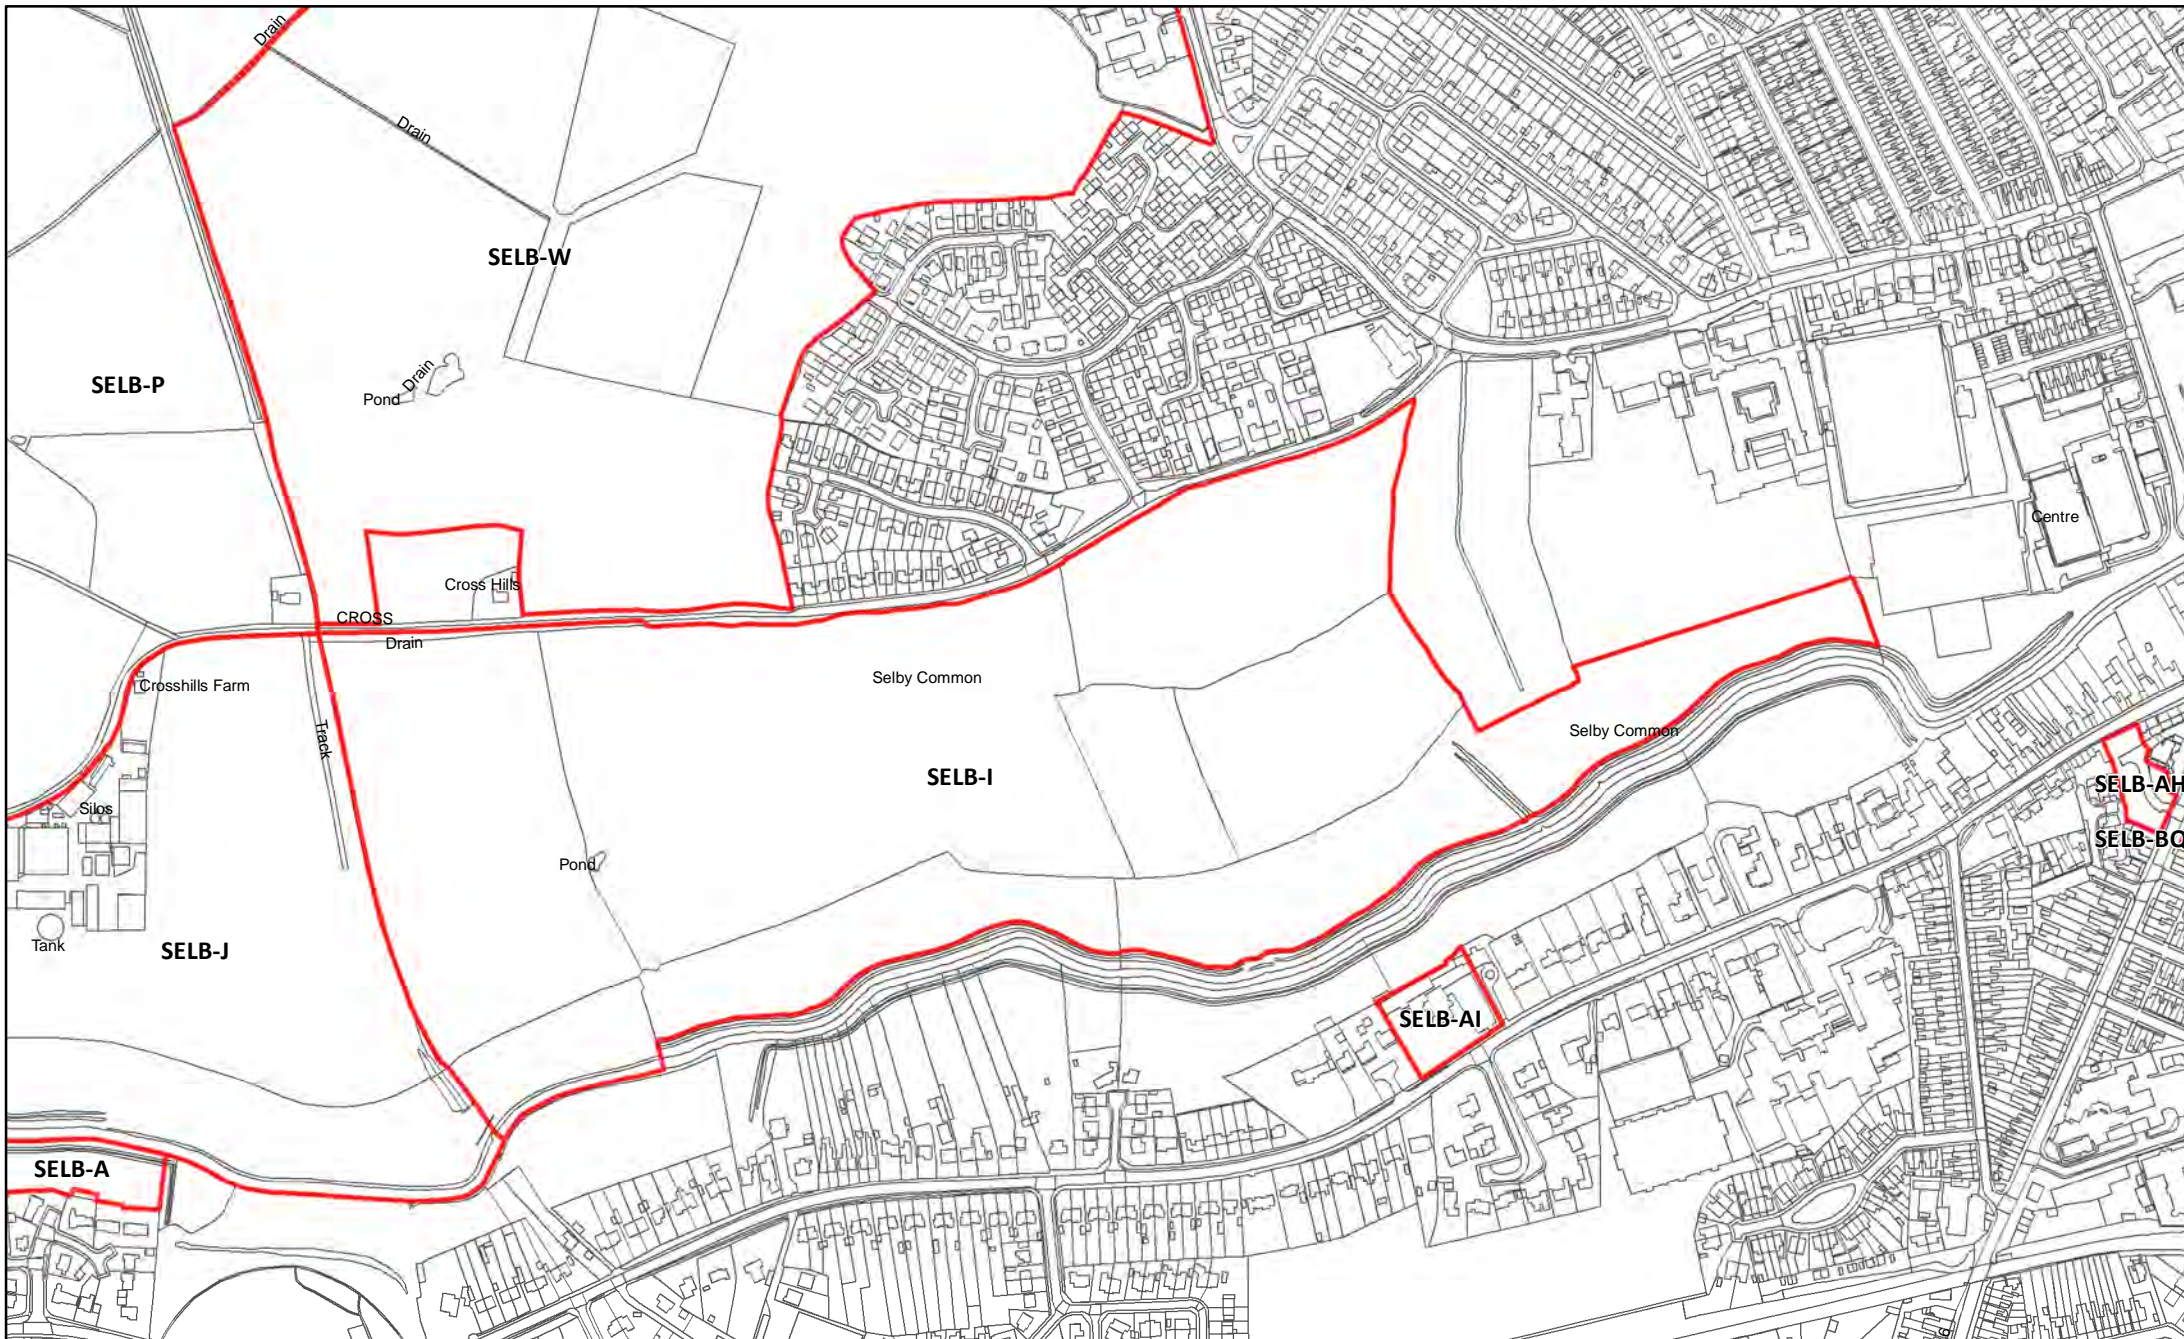 Drain
Drain
SELB-W
SELB-P
Drain
Pond
Centre
Cross Hills
CROSS
Drain
Selby Common
Crosshills Farm
Track
Selby Common
SELB-I
SELB-AH
Silos
SELB-BO
Pond
Tank
SELB-J
SELB-AI
SELB-A